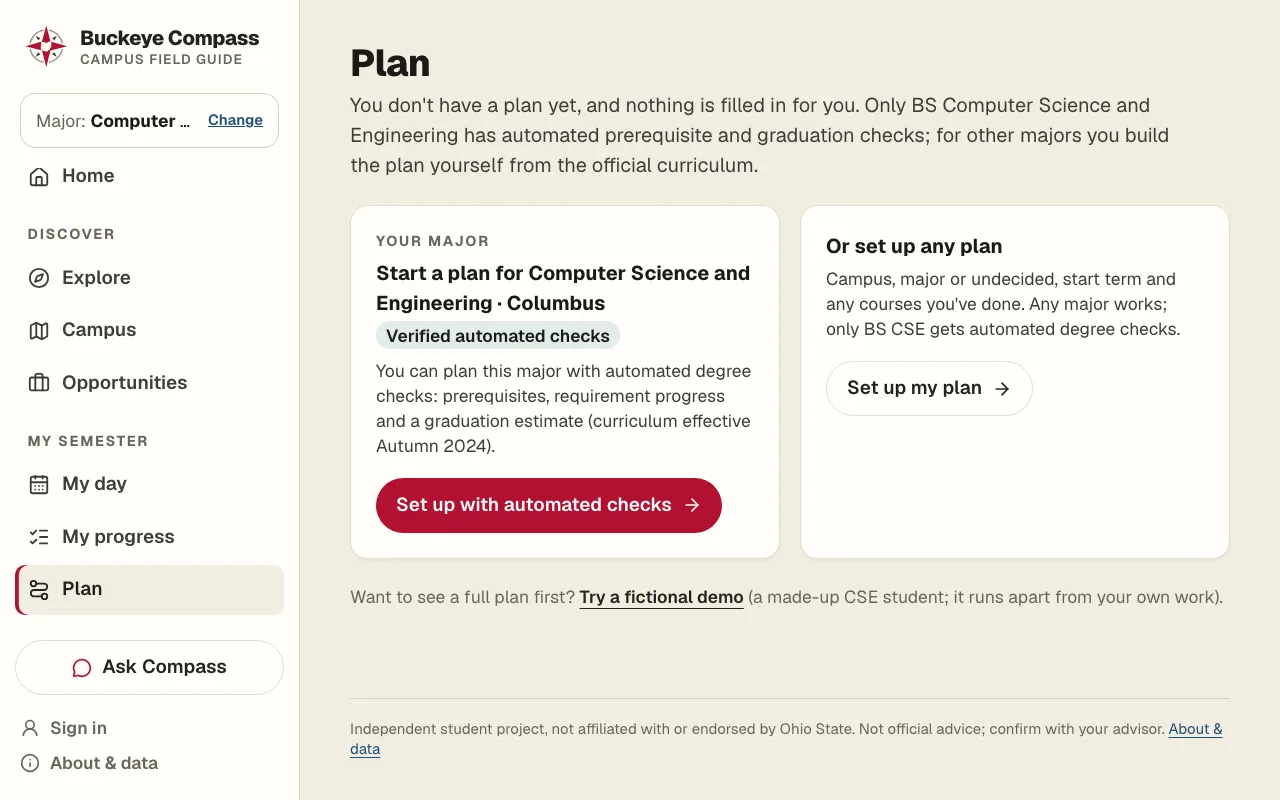 Buckeye Compass
CAMPUS FIELD GUIDE
Major: Computer ... Change
Home
DISCOVER
Explore
Campus
Opportunities
MY SEMESTER
My day
My progress
Plan
Ask Compass
Sign in
About & data
Plan
You don't have a plan yet, and nothing is filled in for you. Only BS Computer Science and
Engineering has automated prerequisite and graduation checks; for other majors you build
the plan yourself from the official curriculum.
YOUR MAJOR
Start a plan for Computer Science and
Engineering · Columbus
Verified automated checks
You can plan this major with automated degree
checks: prerequisites, requirement progress
and a graduation estimate (curriculum effective
Autumn 2024).
Set up with automated checks →
Or set up any plan
Campus, major or undecided, start term and
any courses you've done. Any major works;
only BS CSE gets automated degree checks.
Set up my plan →
Want to see a full plan first? Try a fictional demo (a made-up CSE student; it runs apart from your own work).
Independent student project, not affiliated with or endorsed by Ohio State. Not official advice; confirm with your advisor. About &
data